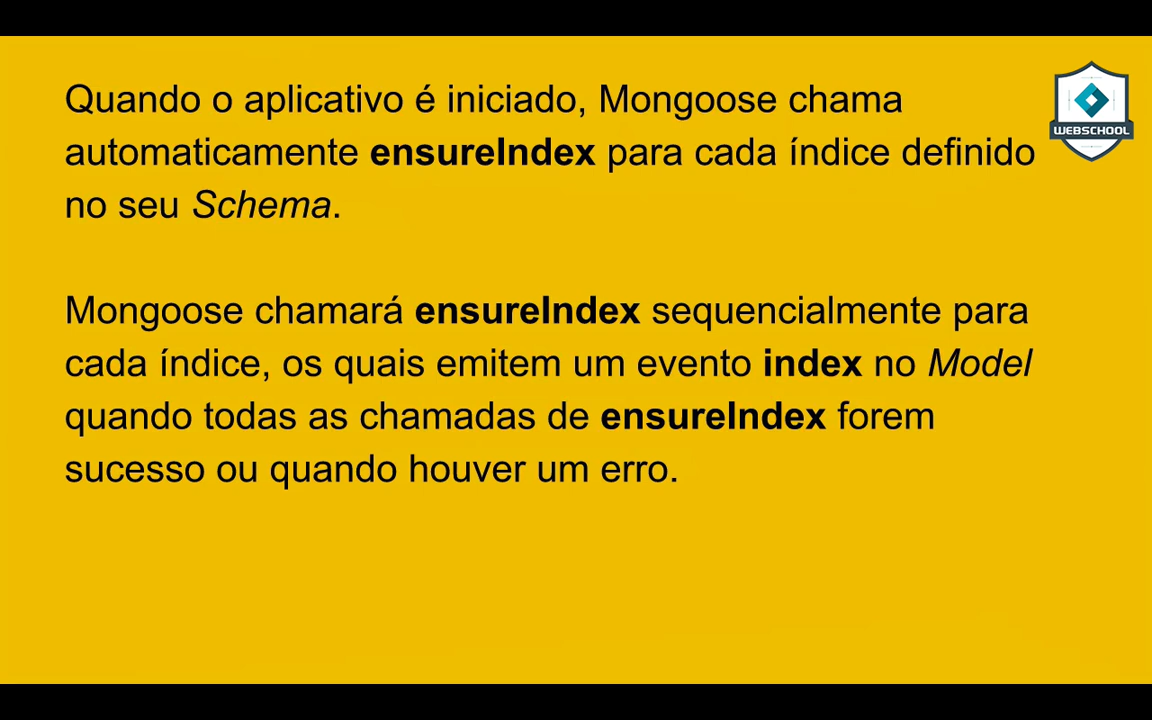 Quando o aplicativo é iniciado, Mongoose chama
automaticamente ensureIndex para cada índice definido
no seu Schema.
Mongoose chamará ensureIndex sequencialmente para
cada índice, os quais emitem um evento index no Model
quando todas as chamadas de ensureIndex forem
sucesso ou quando houver um erro.
WEBSCHOOL